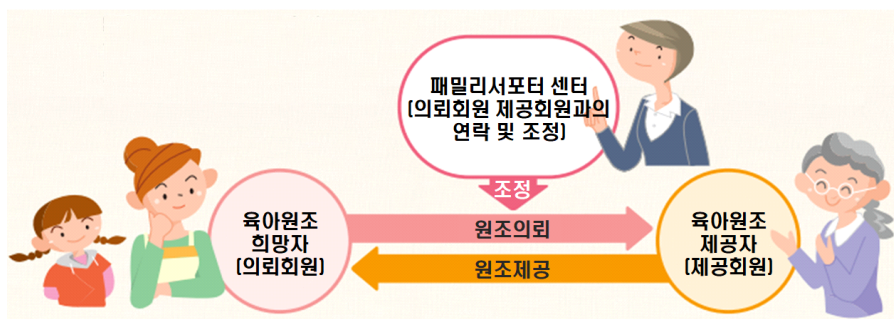 패밀리서포터 센터
(의뢰회원 제공회원과의
연락 및 조정)
조정
육아원조
희망자
(의뢰회원)
원조의뢰
원조제공
육아원조
제공자
(제공회원)